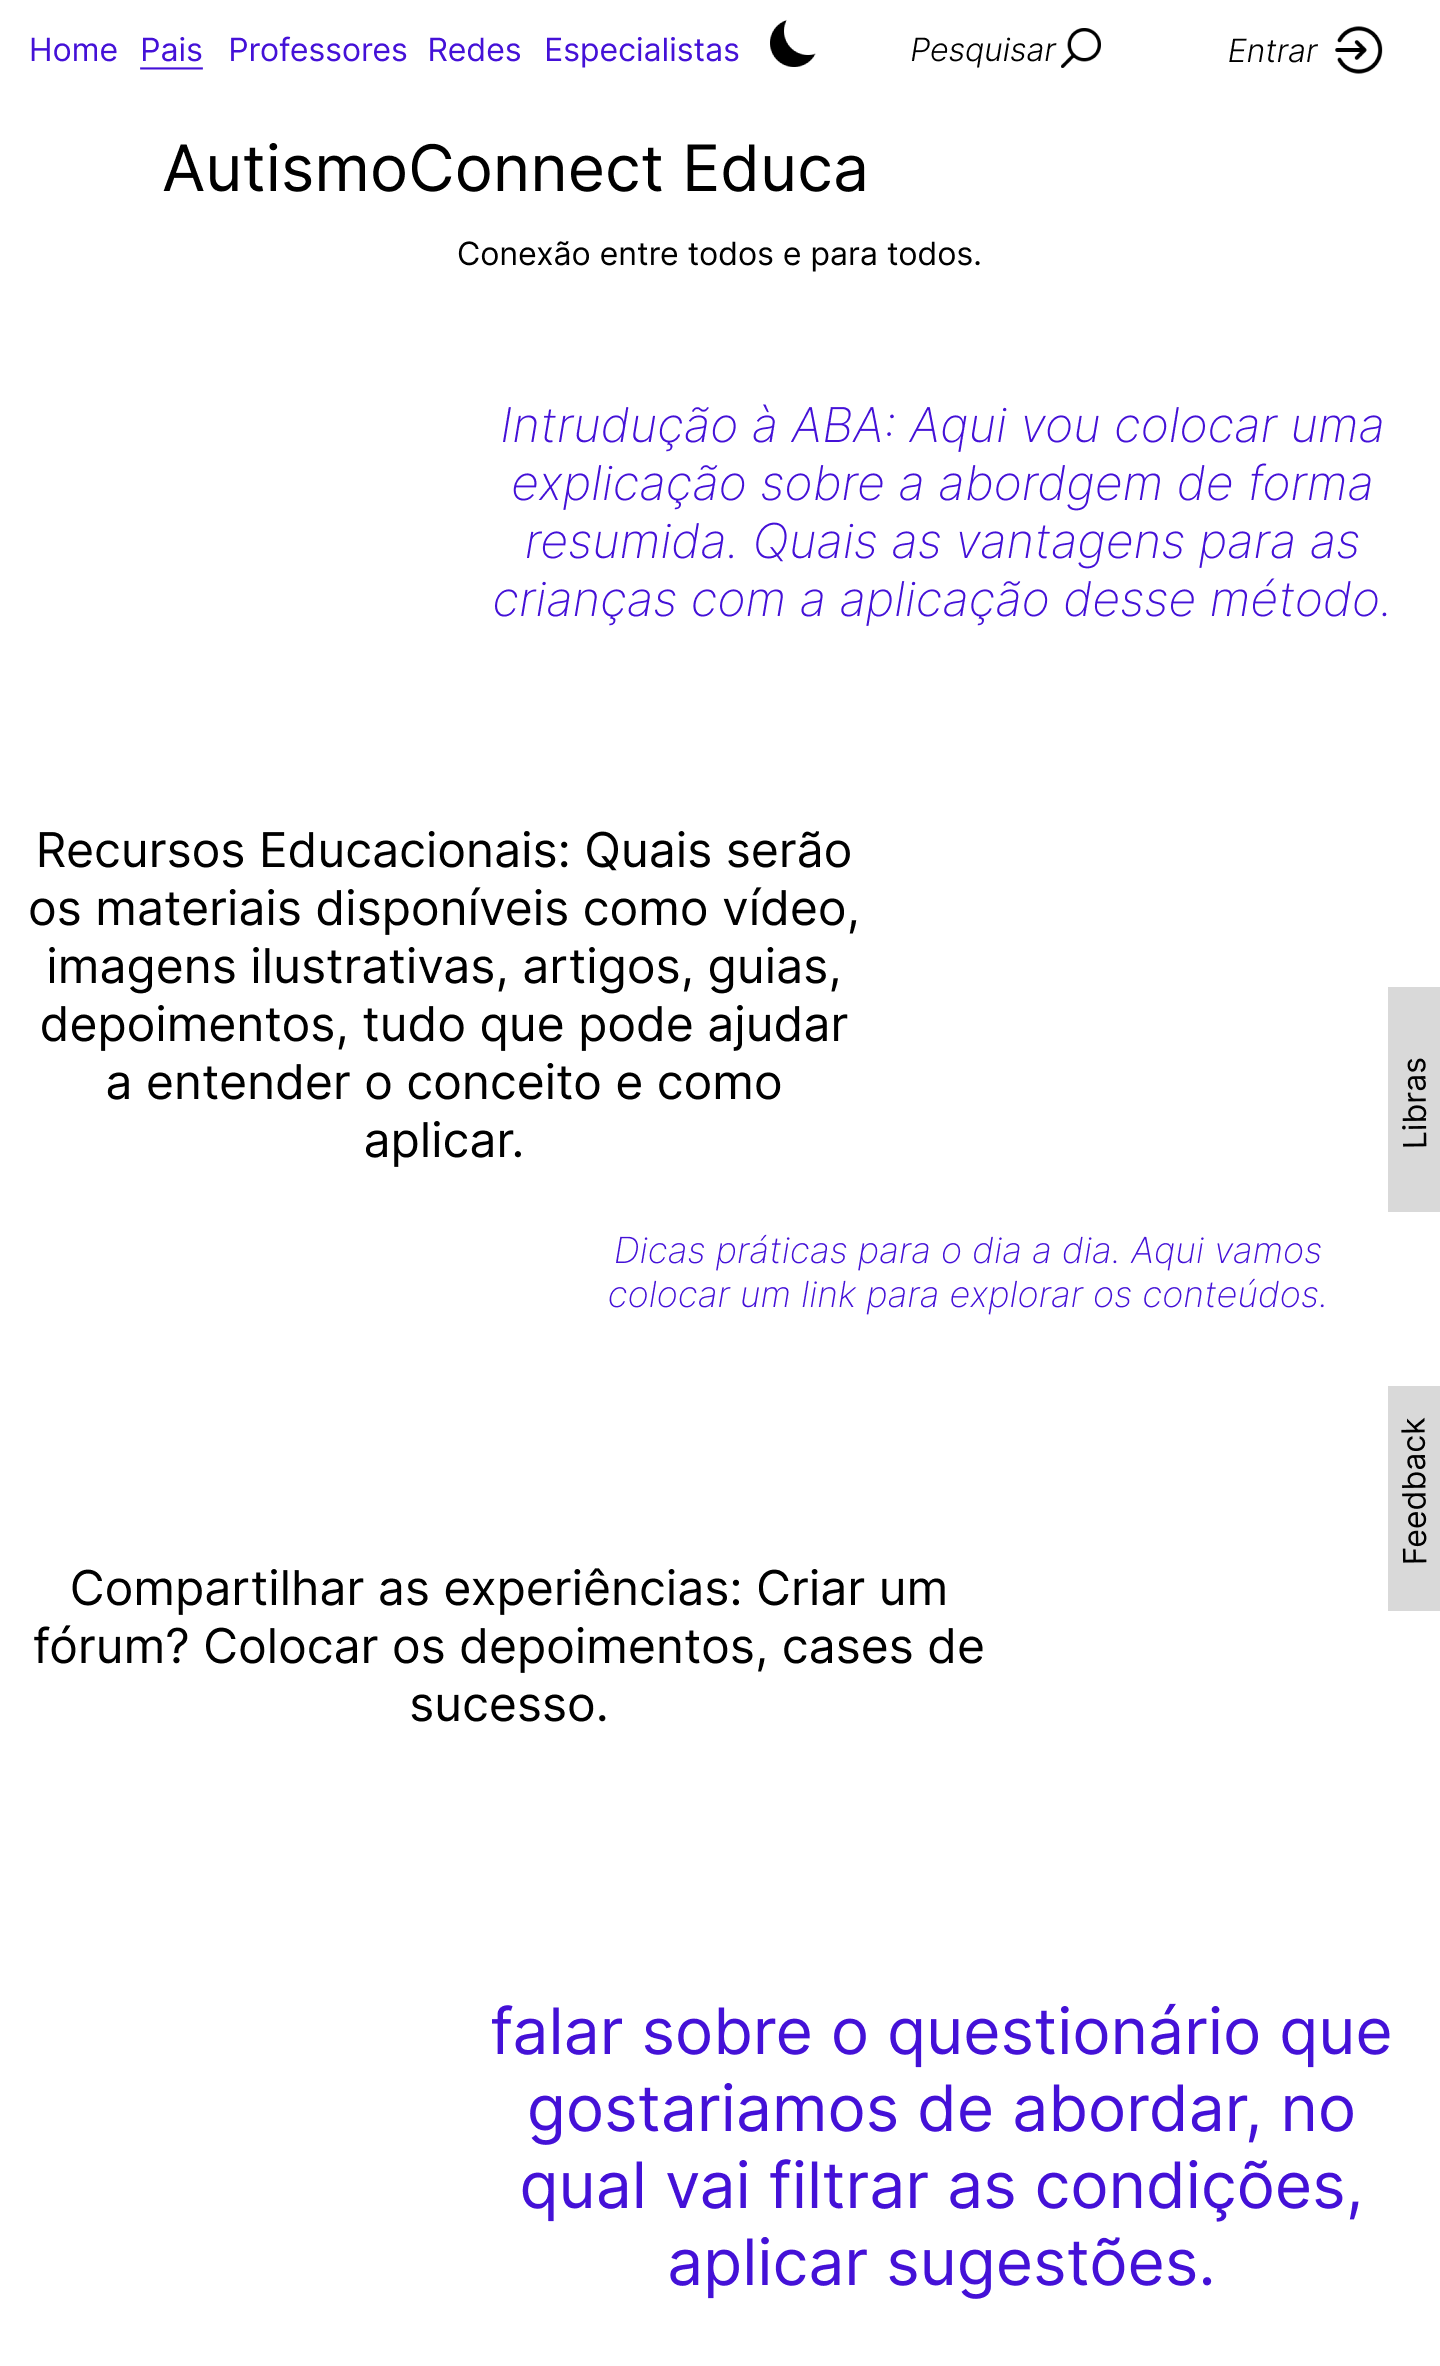 Home Pais Professores Redes Especialistas Pesquisar Entrar
AutismoConnect Educa
Conexão entre todos e para todos.
Intrudução à ABA: Aqui vou colocar uma
explicação sobre a abordgem de forma
resumida. Quais as vantagens para as
crianças com a aplicação desse método.
Recursos Educacionais: Quais serão
os materiais disponíveis como vídeo,
imagens ilustrativas, artigos, guias,
depoimentos, tudo que pode ajudar
a entender o conceito e como
aplicar.
Libras
Dicas práticas para o dia a dia. Aqui vamos
colocar um link para explorar os conteúdos.
Feedback
Compartilhar as experiências: Criar um
fórum? Colocar os depoimentos, cases de
sucesso.
falar sobre o questionário que
gostariamos de abordar, no
qual vai filtrar as condições,
aplicar sugestões.